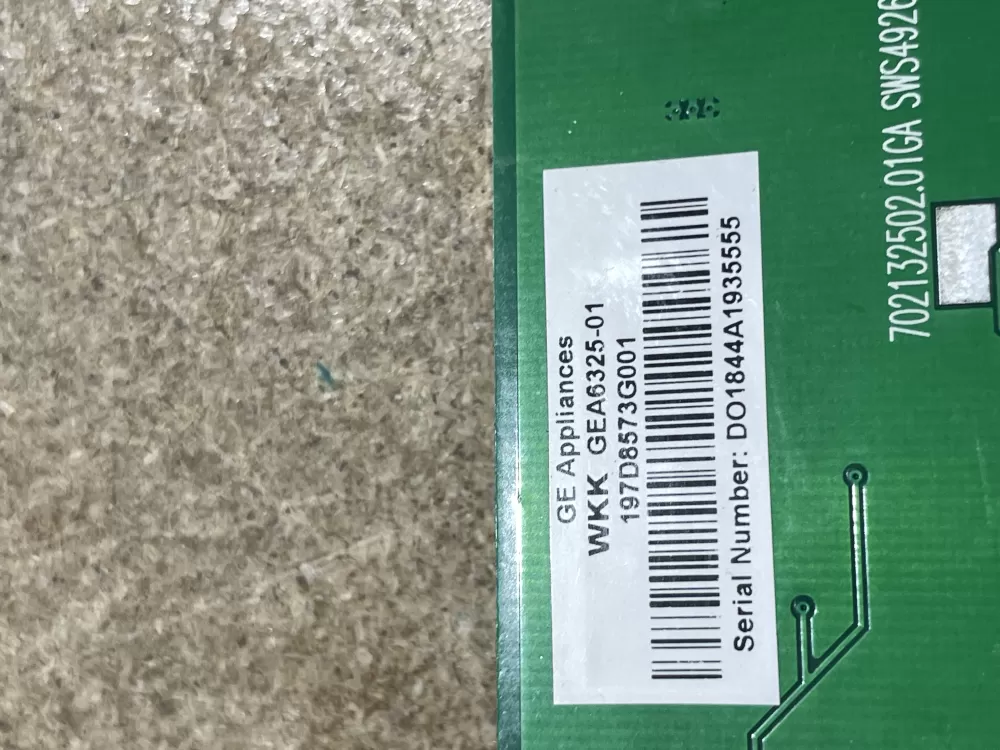 GE Appliances
WKK GEA6325-01
197D8573G001
Serial Number: DO1844A1935555
702132502.01GA SWS4926